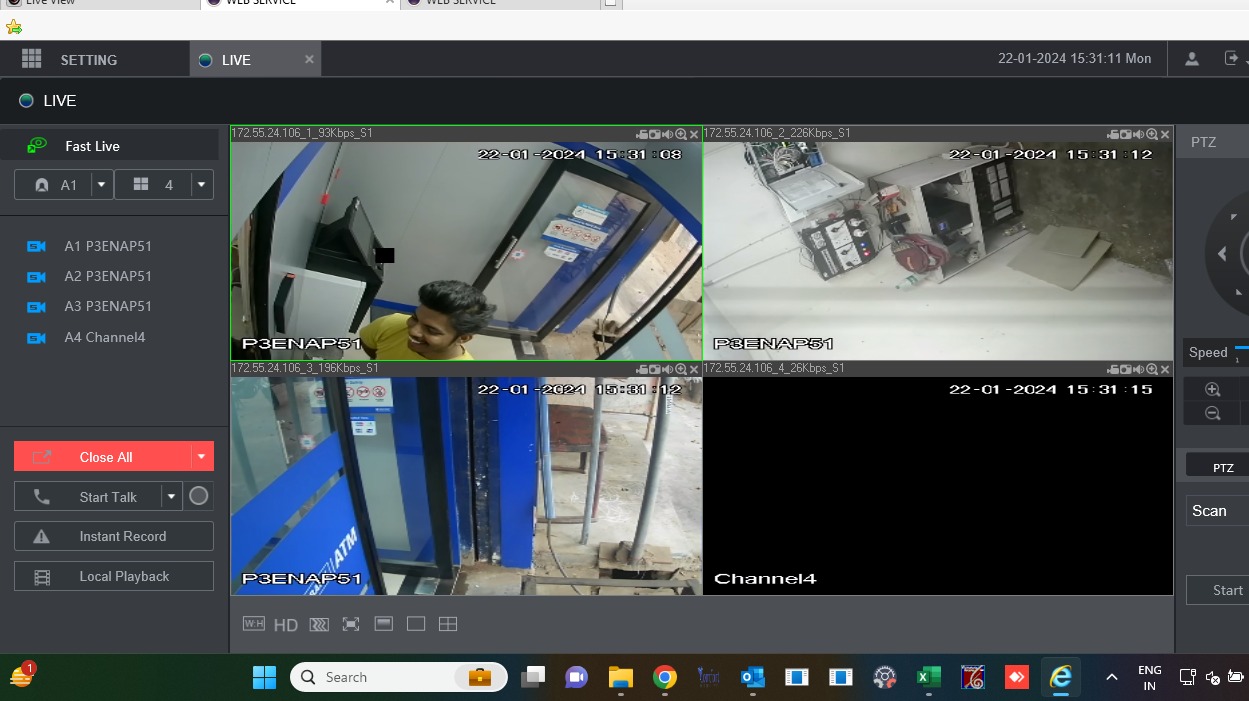 Live View
WEB SERVICE
WEB SERVICE
SETTING
LIVE
22-01-2024 15:31:11 Mon
LIVE
Fast Live
A1
4
A1 P3ENAP51
A2 P3ENAP51
A3 P3ENAP51
A4 Channel4
Close All
Start Talk
Instant Record
Local Playback
172.55.24.106_1_93Kbps_S1
22-01-2024 15:31:08
P3ENAP51
172.55.24.106_2_226Kbps_S1
22-01-2024 15:31:12
P3ENAP51
172.55.24.106_3_196Kbps_S1
22-01-2024 15:31:12
ATM
P3ENAP51
172.55.24.106_4_26Kbps_S1
22-01-2024 15:31:15
Channel4
W:H HD
PTZ
Speed
1
PTZ
Scan
Start
1
Search
ENG
IN